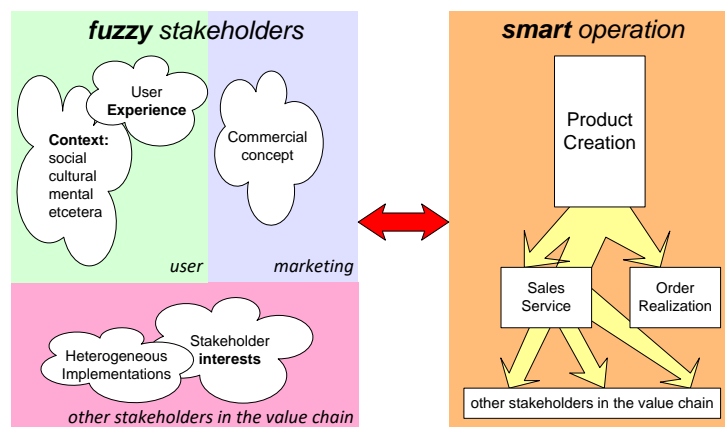 fuzzy stakeholders
User
Experience
Context:
social
cultural
mental
etcetera
Commercial
concept
user
marketing
Stakeholder
interests
Heterogeneous
Implementations
other stakeholders in the value chain
smart operation
Product
Creation
Sales
Service
Order
Realization
other stakeholders in the value chain